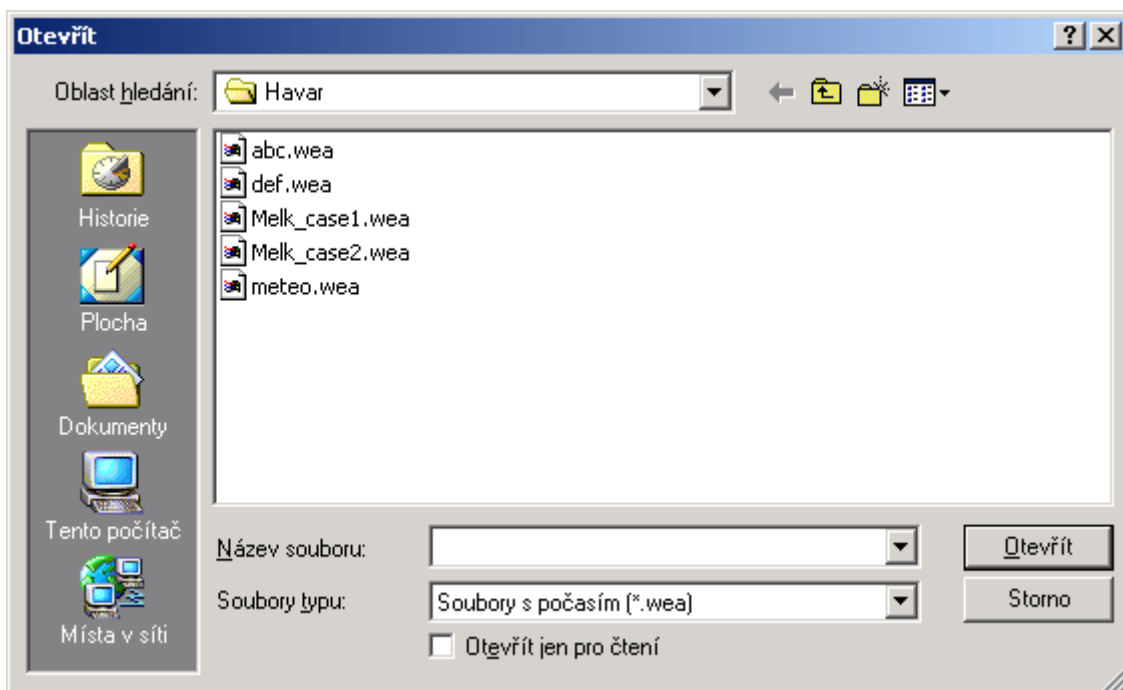 Otevřít
Oblast hledání: Havar
abc.wea
def.wea
Melk_case1.wea
Melk_case2.wea
meteo.wea
Historie
Plocha
Dokumenty
Tento počítač
Místa v síti
Název souboru: Otevřít
Soubory typu: Soubory s počasím (*.wea) Storno
Otevřít jen pro čtení